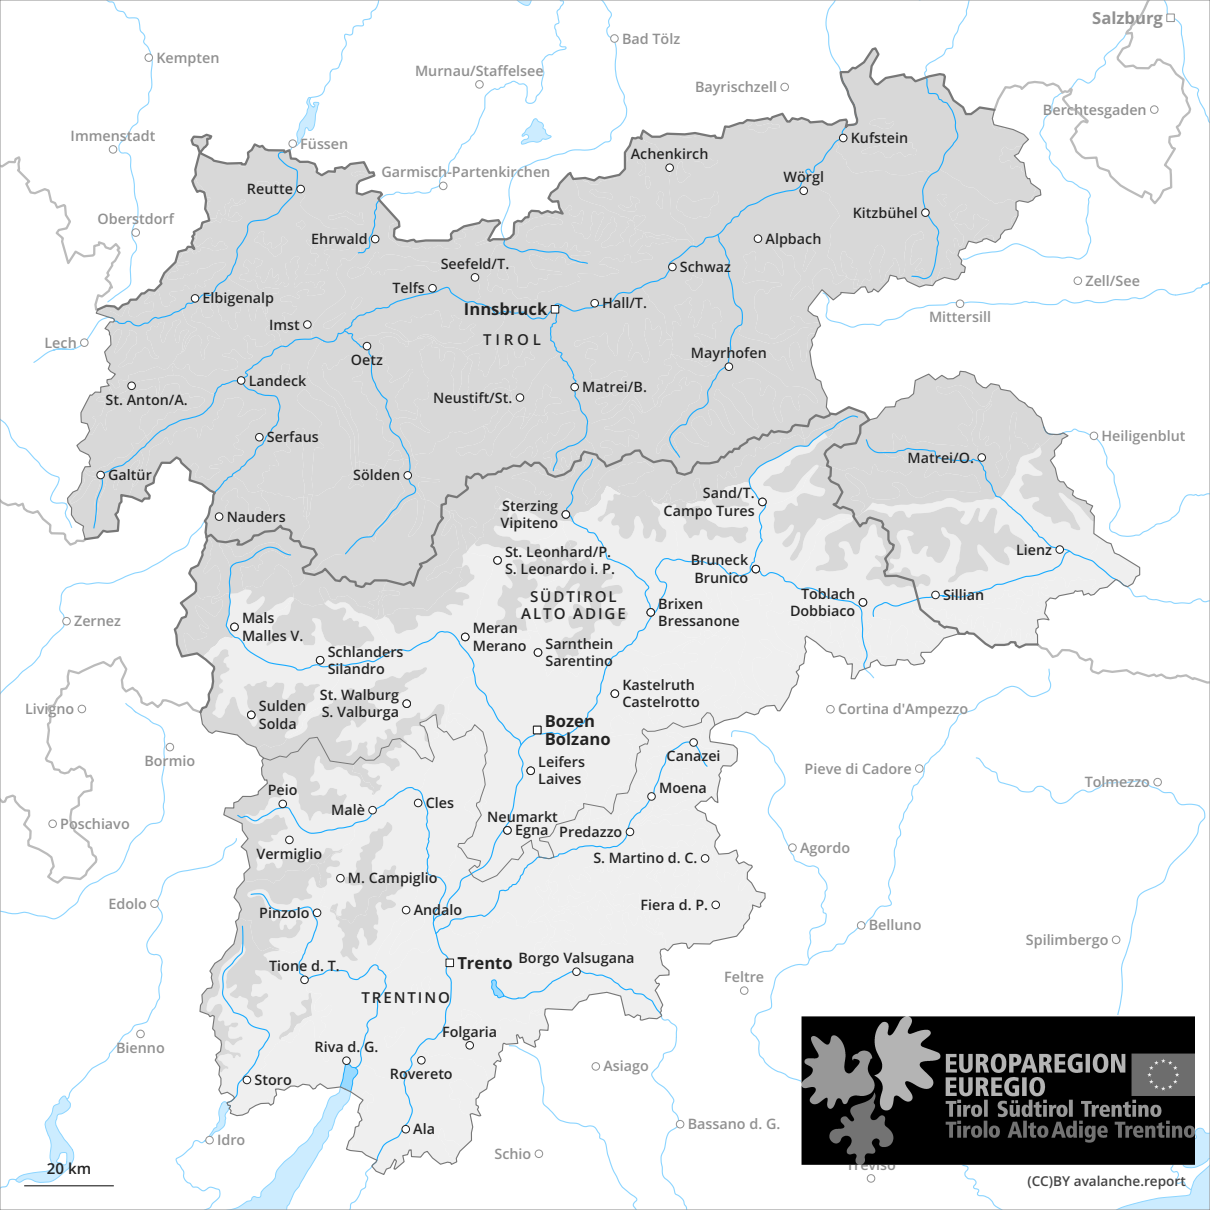 Salzburg
Bad Tölz
Kempten
Murnau/Staffelsee
Bayrischzell
Berchtesgaden
Immenstadt
Füssen
Kufstein
Achenkirch
Garmisch-Partenkirchen
Wörgl
Reutte
Kitzbühel
Oberstdorf
Ehrwald
Alpbach
Seefeld/T.
Schwaz
Zell/See
Telfs
Elbigenalp
Hall/T.
Innsbruck
Mittersill
Imst
TIROL
Lech
Mayrhofen
Oetz
Landeck
Matrei/B.
St. Anton/A.
Neustift/St.
Serfaus
Heiligenblut
Matrei/O.
Galtür
Sölden
Sand/T.
Campo Tures
Sterzing
Vipiteno
Nauders
Lienz
St. Leonhard/P.
S. Leonardo i. P.
Bruneck
Brunico
SÜDTIROL
ALTO ADIGE
Toblach
Dobbiaco
Sillian
Brixen
Bressanone
Zernez
Mals
Malles V.
Meran
Merano
Sarnthein
Sarentino
Schlanders
Silandro
Kastelruth
Castelrotto
St. Walburg
S. Valburga
Livigno
Sulden
Solda
Cortina d'Ampezzo
Bozen
Bolzano
Bormio
Canazei
Leifers
Laives
Pieve di Cadore
Tolmezzo
Peio
Moena
Malè
Cles
Neumarkt
Egna
Predazzo
Poschiavo
Vermiglio
Agordo
S. Martino d. C.
M. Campiglio
Edolo
Pinzolo
Andalo
Fiera d. P.
Belluno
Spilimbergo
Trento
Borgo Valsugana
Tione d. T.
Feltre
TRENTINO
Folgaria
Bienno
Riva d. G.
Rovereto
Asiago
Storo
EUROPAREGION
EUREGIO
Tirol Südtirol Trentino
Tirolo Alto Adige Trentino
Ala
Idro
Bassano d. G.
Schio
Treviso
20 km
(CC)BY avalanche.report